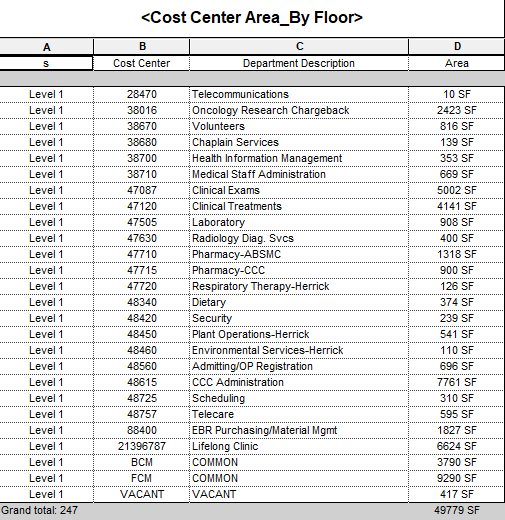 <Cost Center Area_By Floor>
A B C D
s Cost Center Department Description Area
Level 1 28470 Telecommunications 10 SF
Level 1 38016 Oncology Research Chargeback 2423 SF
Level 1 38670 Volunteers 816 SF
Level 1 38680 Chaplain Services 139 SF
Level 1 38700 Health Information Management 353 SF
Level 1 38710 Medical Staff Administration 669 SF
Level 1 47087 Clinical Exams 5002 SF
Level 1 47120 Clinical Treatments 4141 SF
Level 1 47505 Laboratory 908 SF
Level 1 47630 Radiology Diag. Svcs 400 SF
Level 1 47710 Pharmacy-ABSMC 1318 SF
Level 1 47715 Pharmacy-CCC 900 SF
Level 1 47720 Respiratory Therapy-Herrick 126 SF
Level 1 48340 Dietary 374 SF
Level 1 48420 Security 239 SF
Level 1 48450 Plant Operations-Herrick 541 SF
Level 1 48460 Environmental Services-Herrick 110 SF
Level 1 48560 Admitting/OP Registration 696 SF
Level 1 48615 CCC Administration 7761 SF
Level 1 48725 Scheduling 310 SF
Level 1 48757 Telecare 595 SF
Level 1 88400 EBR Purchasing/Material Mgmt 1827 SF
Level 1 21396787 Lifelong Clinic 6624 SF
Level 1 BCM COMMON 3790 SF
Level 1 FCM COMMON 9290 SF
Level 1 VACANT VACANT 417 SF
Grand total: 247 49779 SF